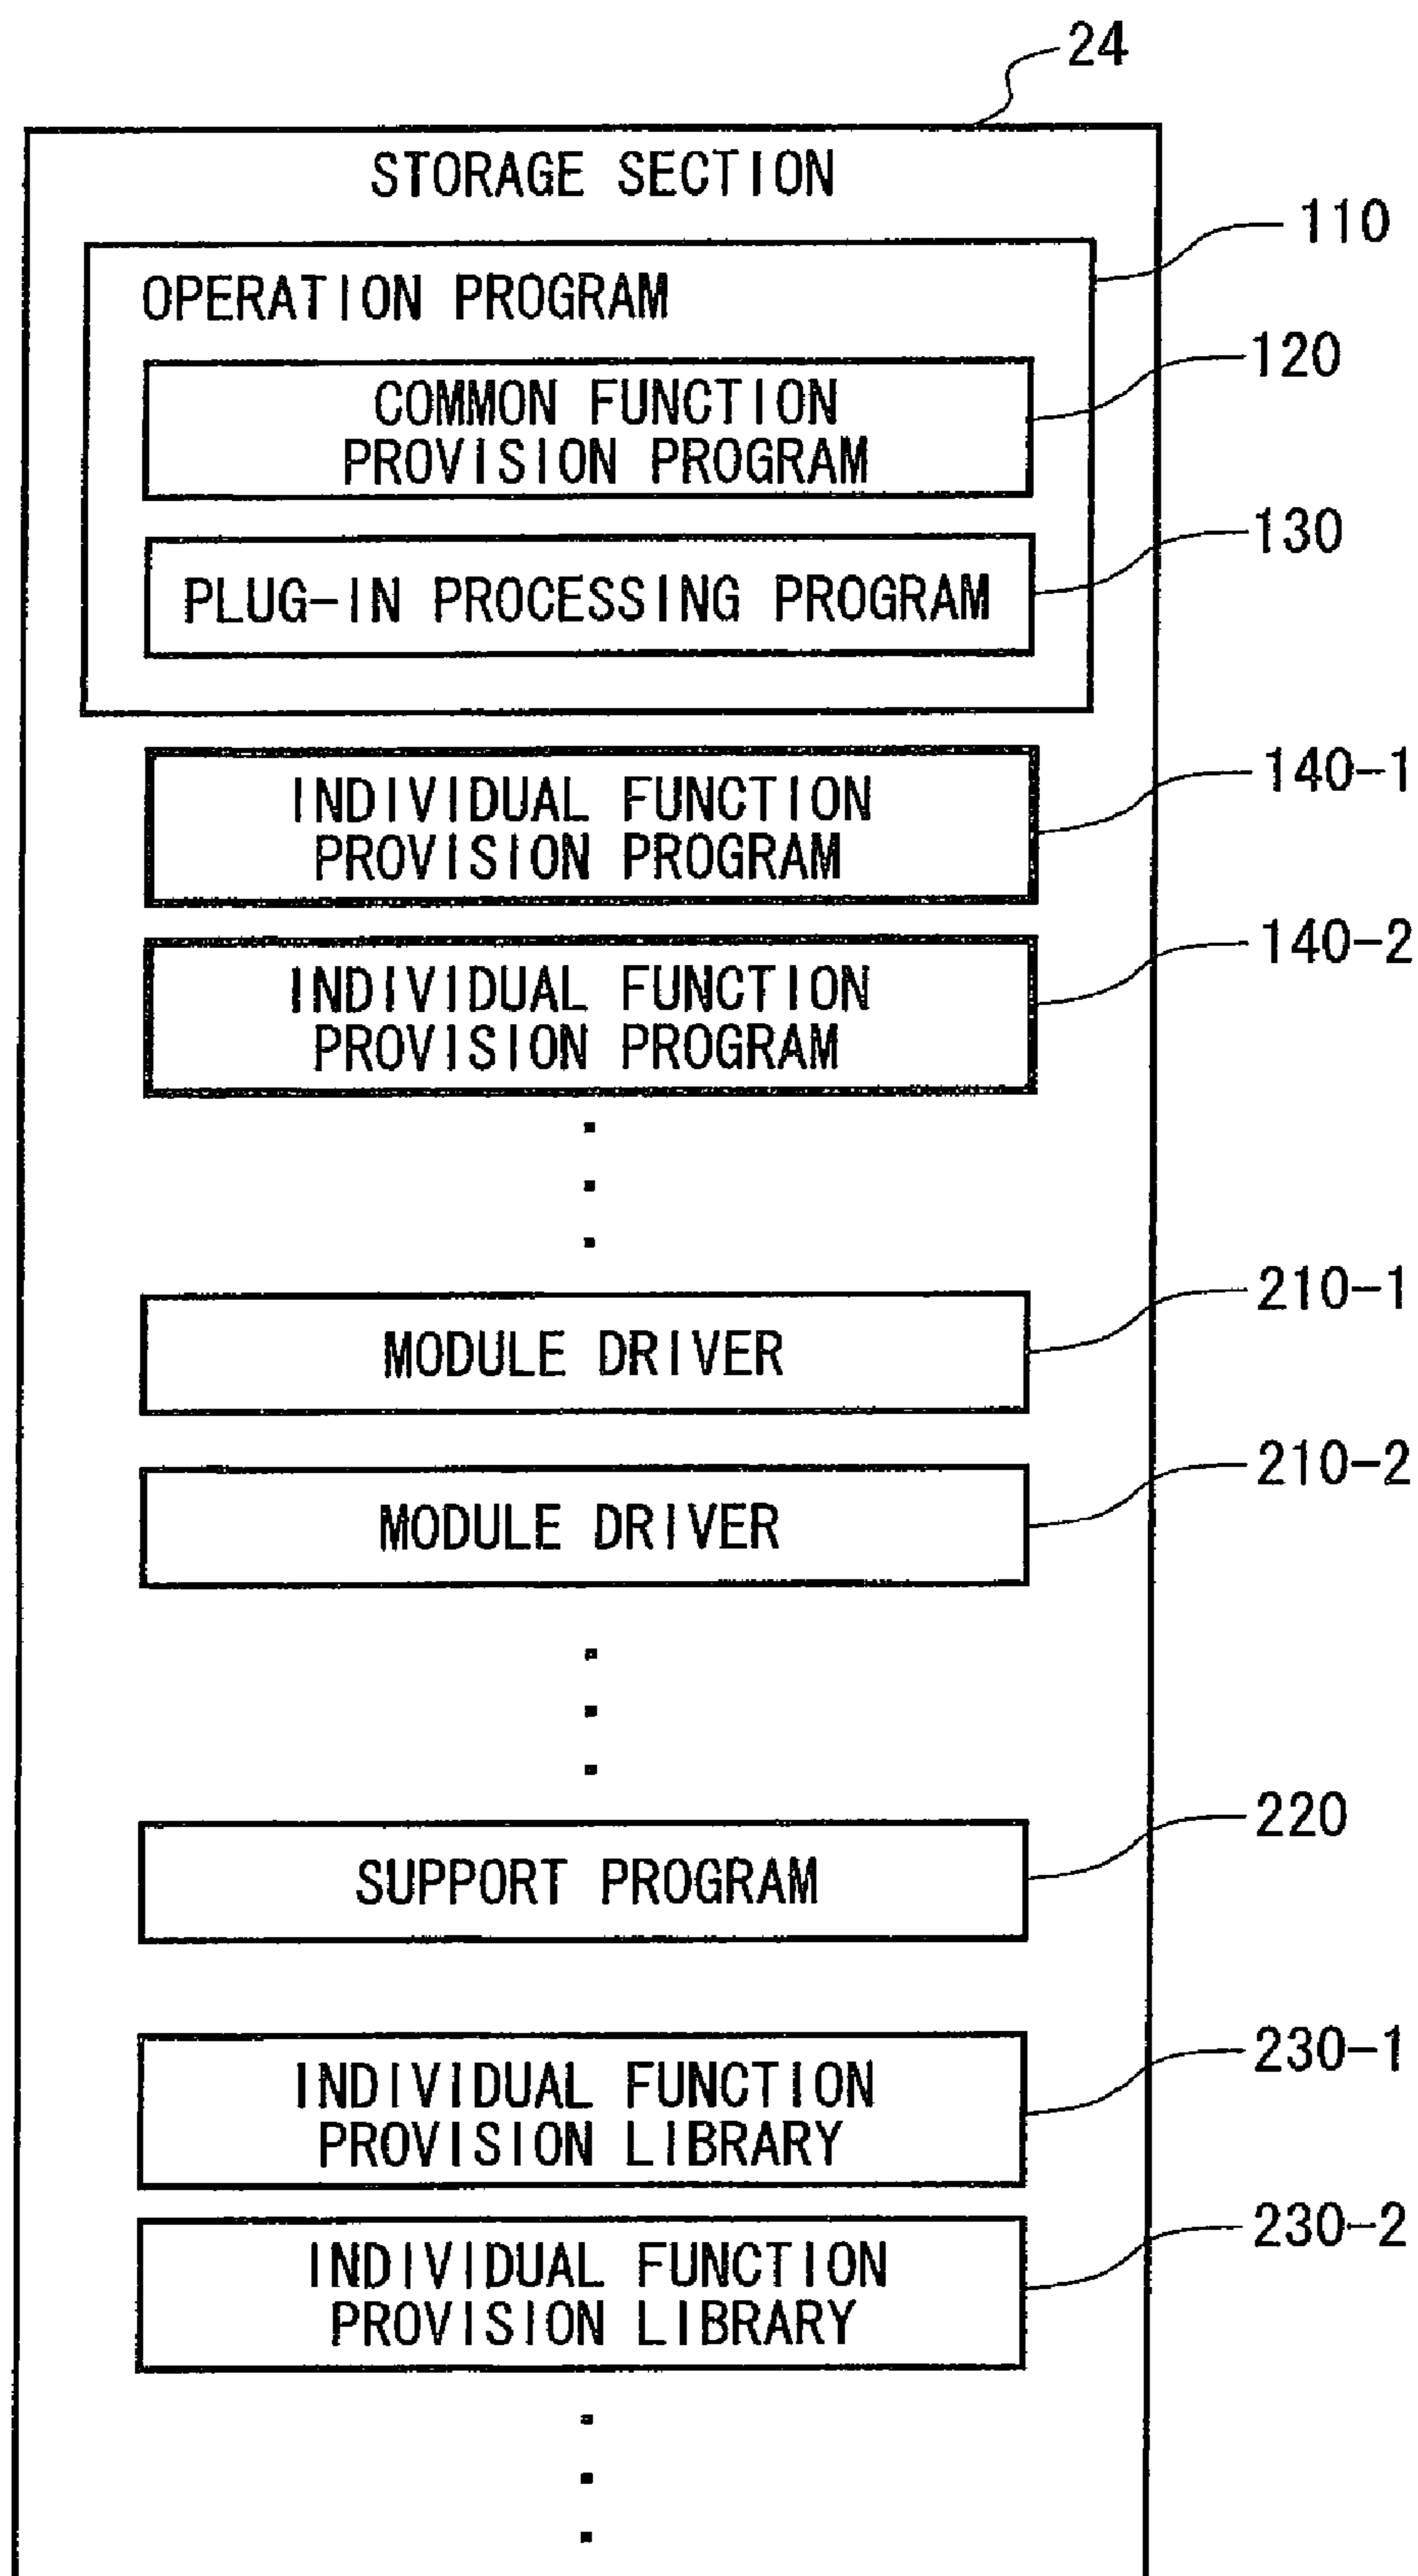 24
STORAGE SECTION
110
OPERATION PROGRAM
120
COMMON FUNCTION
PROVISION PROGRAM
130
PLUG-IN PROCESSING PROGRAM
140-1
INDIVIDUAL FUNCTION
PROVISION PROGRAM
140-2
INDIVIDUAL FUNCTION
PROVISION PROGRAM
210-1
MODULE DRIVER
210-2
MODULE DRIVER
220
SUPPORT PROGRAM
230-1
INDIVIDUAL FUNCTION
PROVISION LIBRARY
230-2
INDIVIDUAL FUNCTION
PROVISION LIBRARY